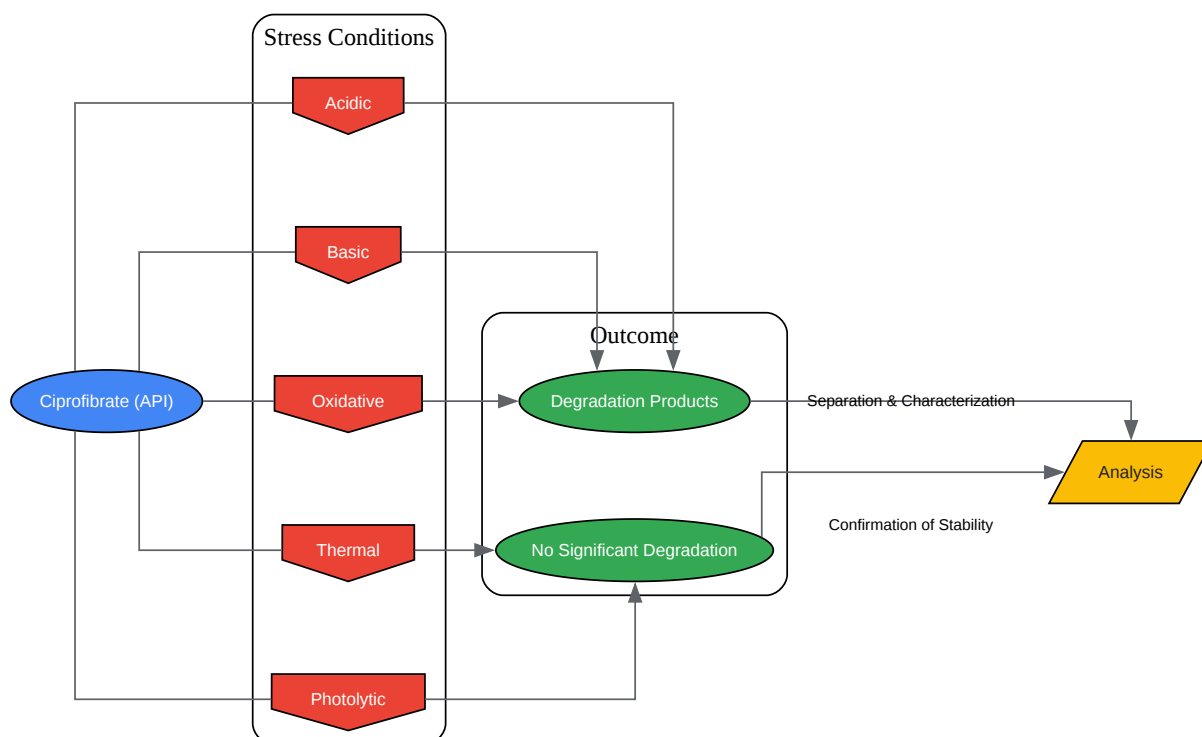 Stress Conditions
Acidic
Basic
Outcome
Ciprofibrate (API)
Oxidative
Degradation Products
Separation & Characterization
Analysis
Confirmation of Stability
Thermal
No Significant Degradation
Photolytic